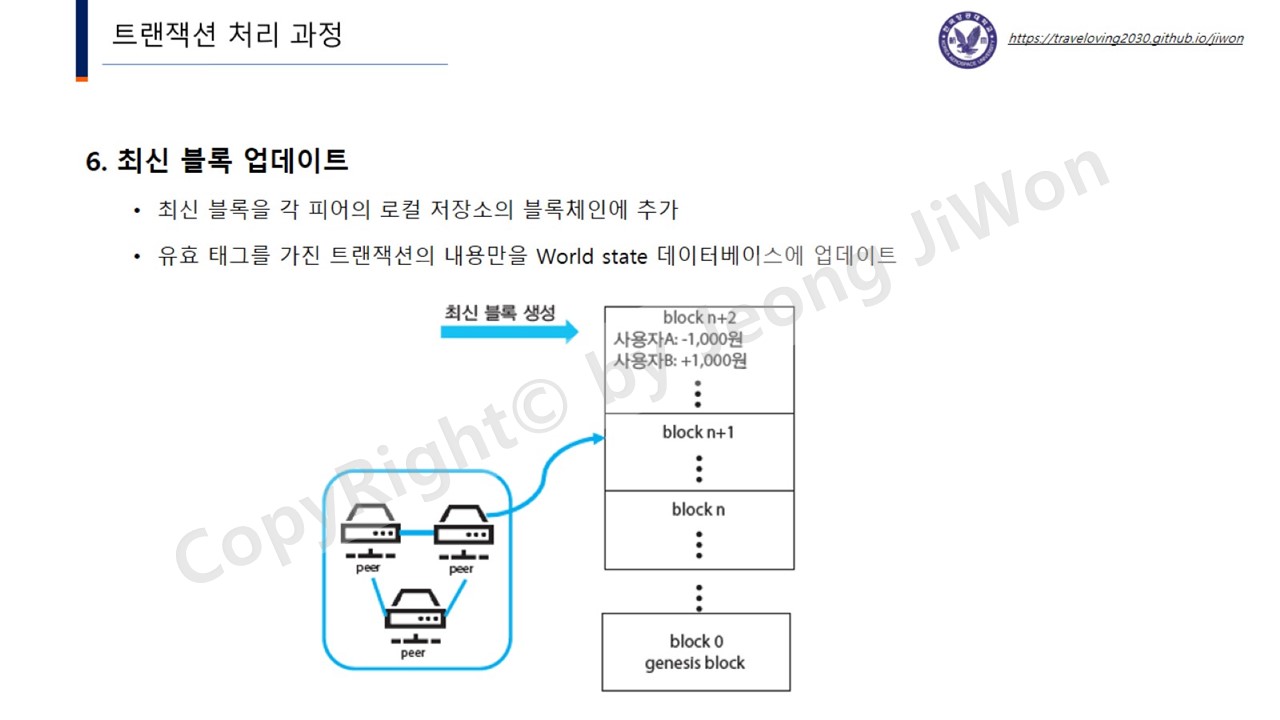 트랜잭션 처리 과정
https://traveloving2030.github.io/jiwon
6. 최신 블록 업데이트
• 최신 블록을 각 피어의 로컬 저장소의 블록체인에 추가
• 유효 태그를 가진 트랜잭션의 내용만을 World state 데이터베이스에 업데이트
최신 블록 생성
block n+2
사용자A: -1,000원
사용자B: +1,000원
block n+1
block n
peer
peer
peer
block 0
genesis block
CopyRight© by Jeong JiWon